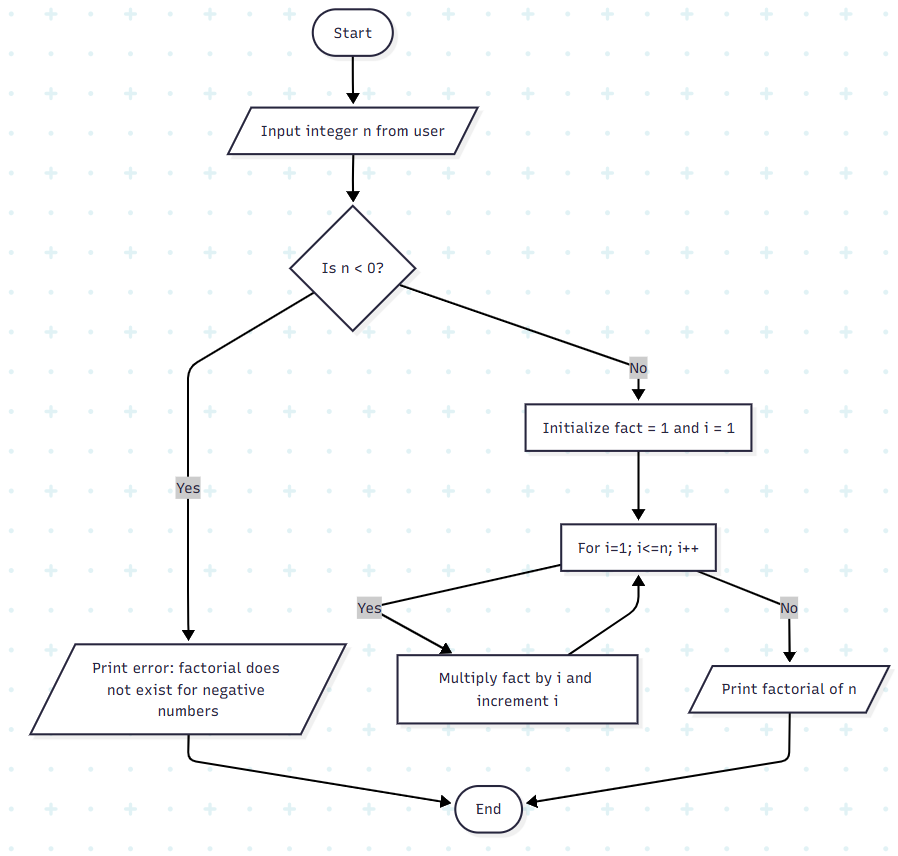 Start
Input integer n from user
Is n < 0?
No
Initialize fact = 1 and i = 1
Yes
For i=1; i<=n; i++
Yes
No
Print error: factorial does
not exist for negative
numbers
Multiply fact by i and
increment i
Print factorial of n
End